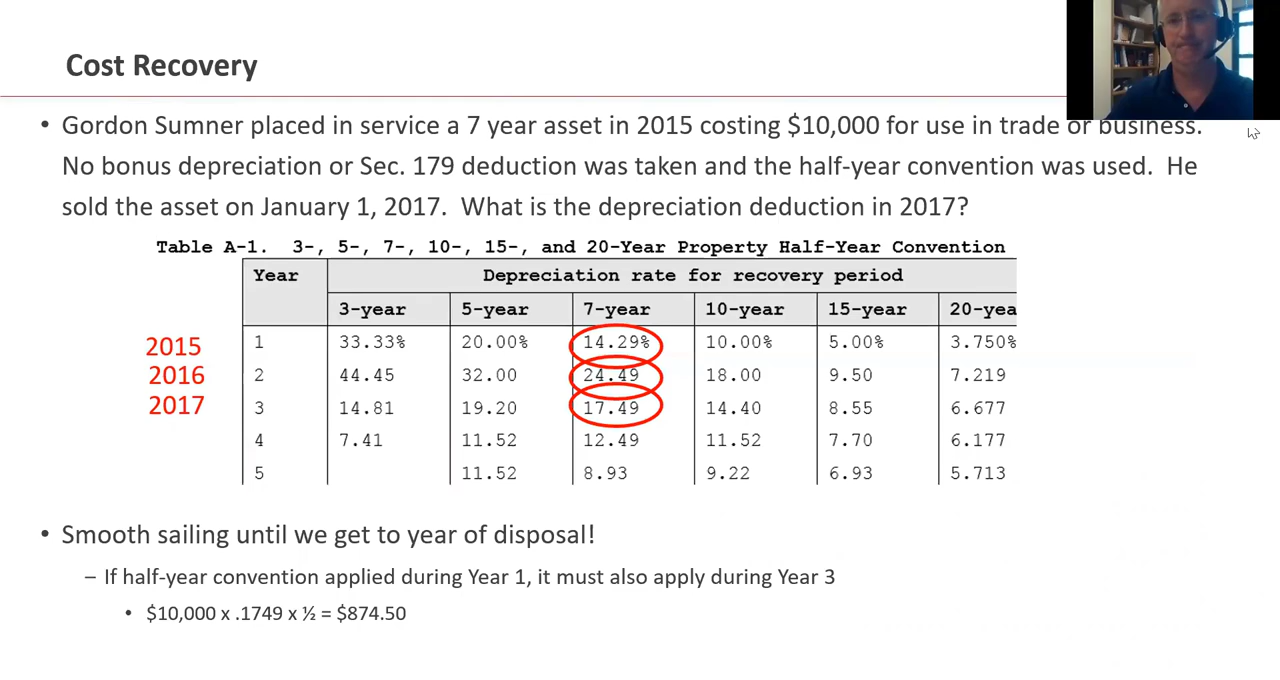 Cost Recovery
• Gordon Sumner placed in service a 7 year asset in 2015 costing $10,000 for use in trade or business.
No bonus depreciation or Sec. 179 deduction was taken and the half-year convention was used. He
sold the asset on January 1, 2017. What is the depreciation deduction in 2017?
Table A-1. 3-, 5-, 7-, 10-, 15-, and 20-Year Property Half-Year Convention
Year Depreciation rate for recovery period
3-year 5-year 7-year 10-year 15-year 20-yea
2015 1 33.33% 20.00% 14.29% 10.00% 5.00% 3.750%
2016 2 44.45 32.00 24.49 18.00 9.50 7.219
2017 3 14.81 19.20 17.49 14.40 8.55 6.677
4 7.41 11.52 12.49 11.52 7.70 6.177
5 11.52 8.93 9.22 6.93 5.713
• Smooth sailing until we get to year of disposal!
– If half-year convention applied during Year 1, it must also apply during Year 3
• $10,000 x .1749 x ½ = $874.50